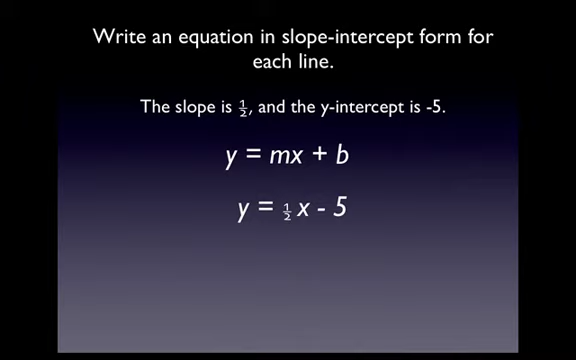 Write an equation in slope-intercept form for
each line.
The slope is ½, and the y-intercept is -5.
y = mx + b
y = ½ x - 5